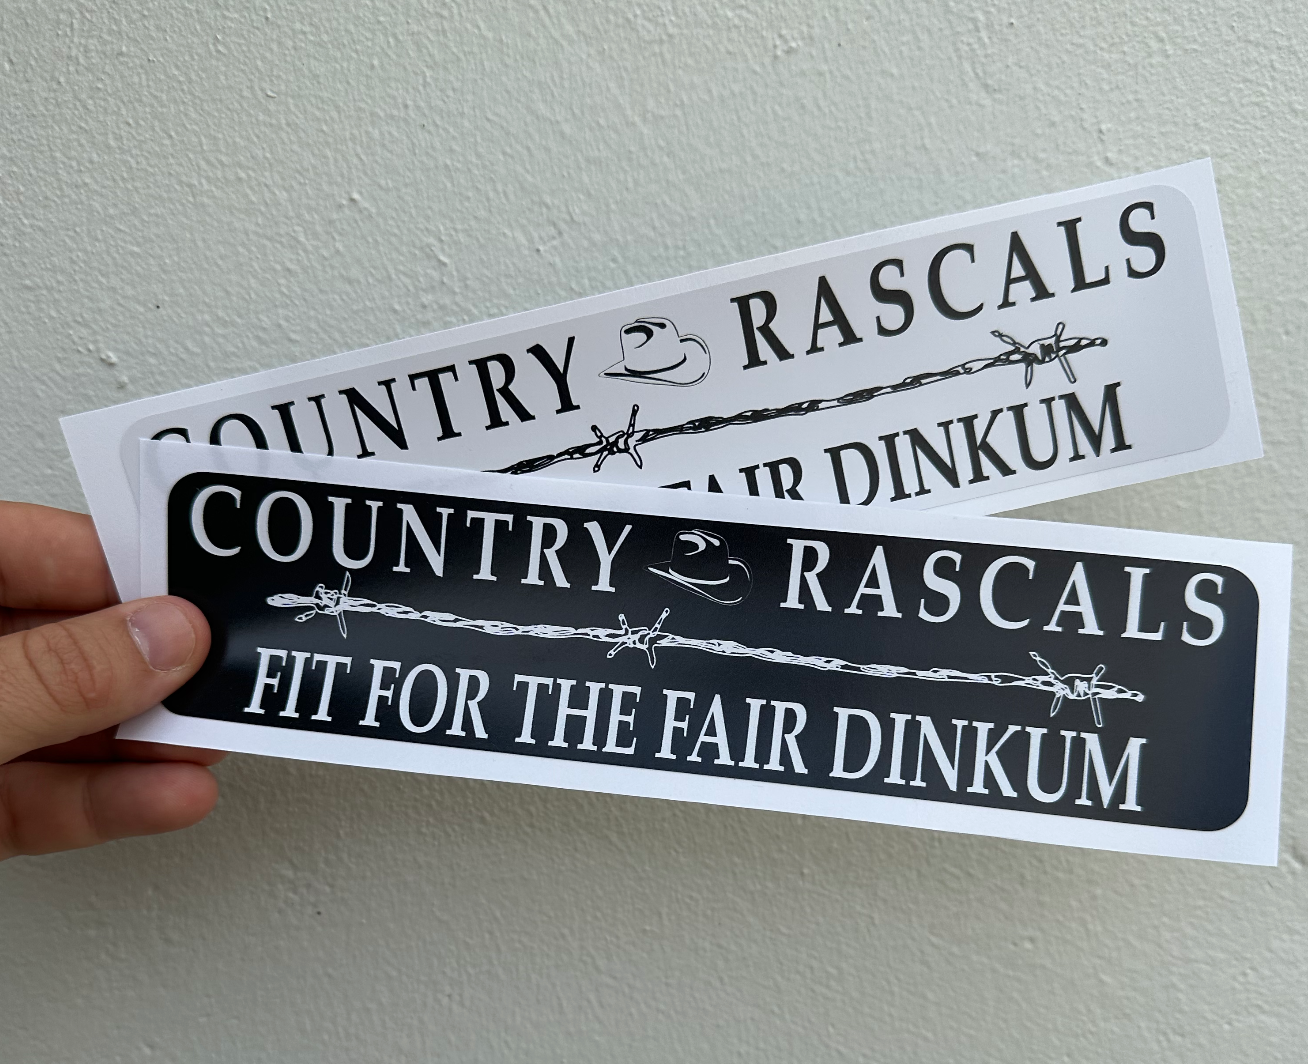 COUNTRY RASCALS
FAIR DINKUM
COUNTRY RASCALS
FIT FOR THE FAIR DINKUM